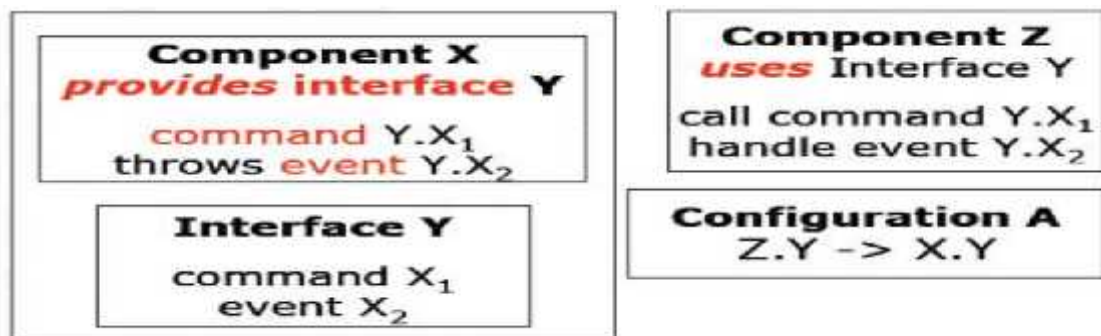 Component X
provides interface Y
command Y.X₁
throws event Y.X₂
Interface Y
command X₁
event X₂
Component Z
uses Interface Y
call command Y.X₁
handle event Y.X₂
Configuration A
Z.Y -> X.Y